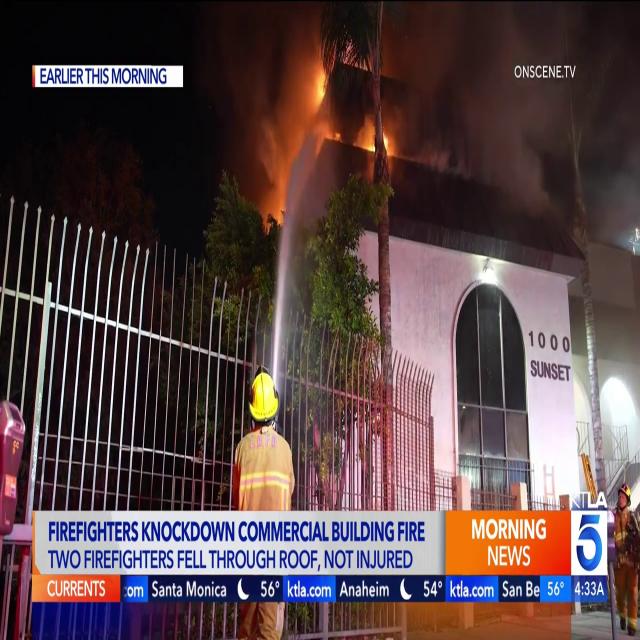 EARLIER THIS MORNING
ONSCENE.TV
1000
SUNSET
FIREFIGHTERS KNOCKDOWN COMMERCIAL BUILDING FIRE
TWO FIREFIGHTERS FELL THROUGH ROOF, NOT INJURED
MORNING
NEWS
KTLA
5
CURRENTS
com Santa Monica 56° ktla.com Anaheim 54° ktla.com San Be 56° 4:33A